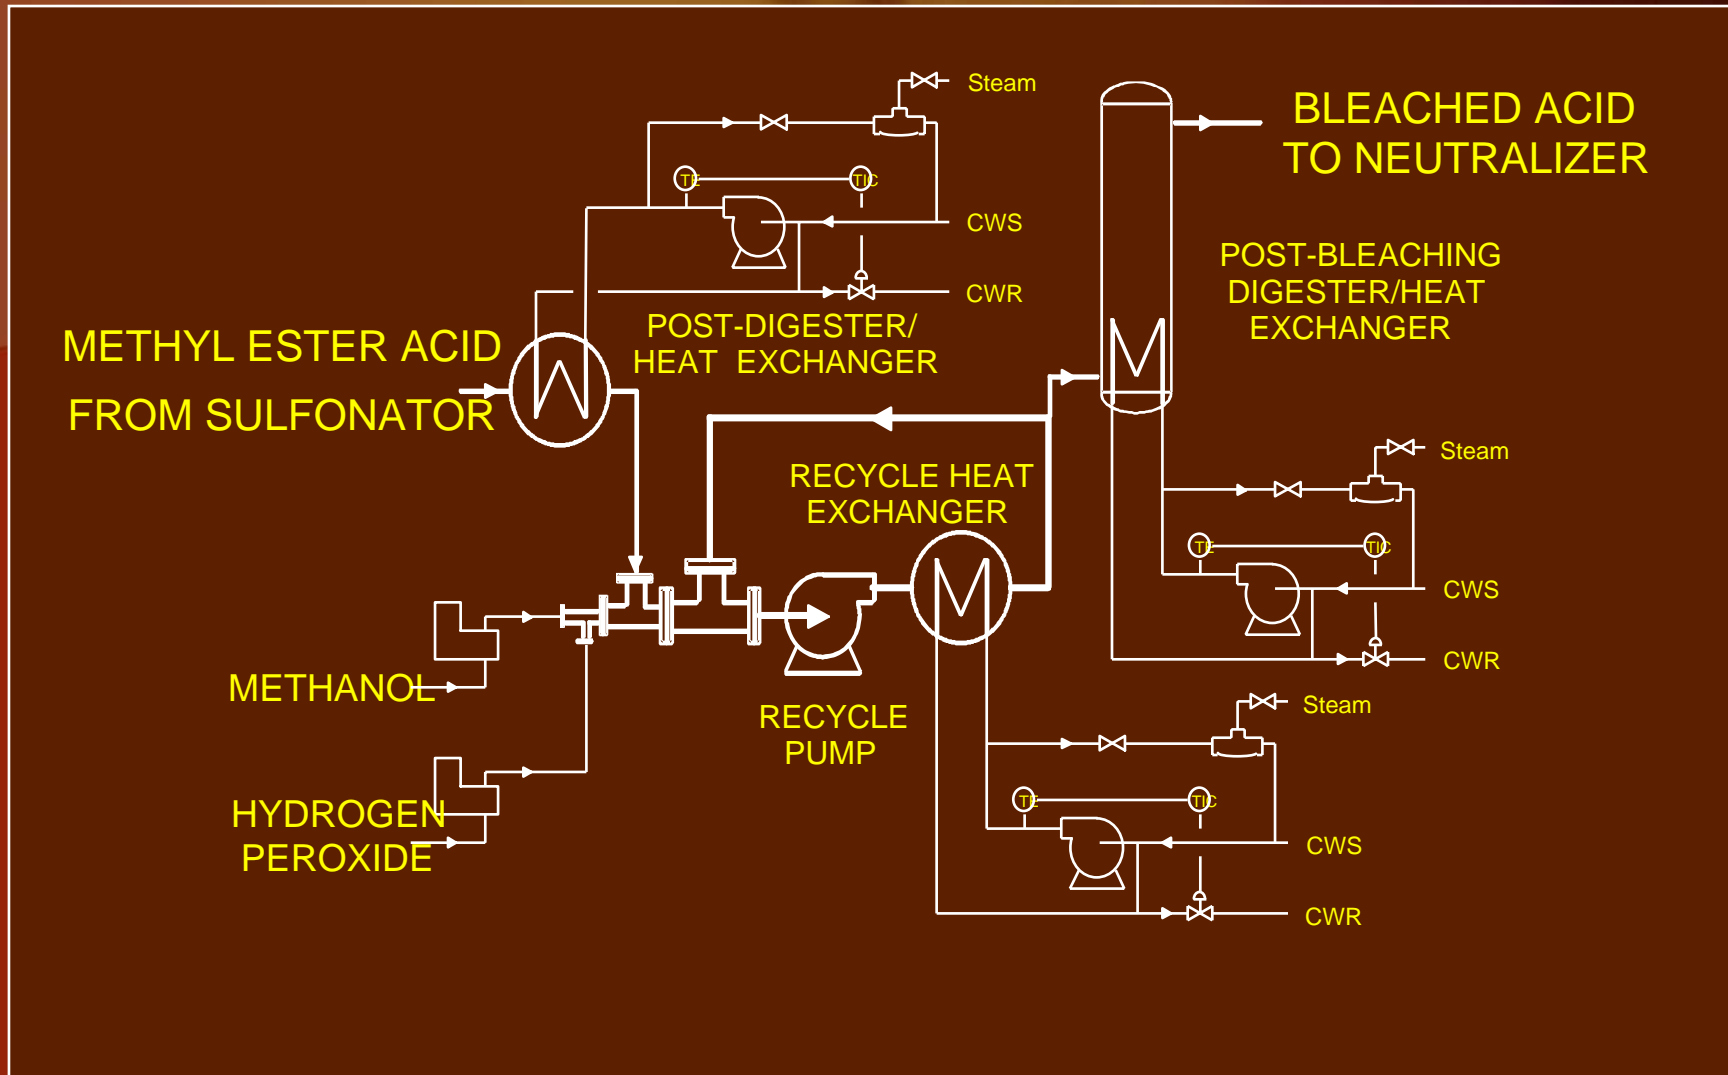 Steam
BLEACHED ACID
TO NEUTRALIZER
TE
TIC
CWS
CWR
POST-BLEACHING
DIGESTER/HEAT
EXCHANGER
POST-DIGESTER/
HEAT EXCHANGER
METHYL ESTER ACID
FROM SULFONATOR
RECYCLE HEAT
EXCHANGER
Steam
TE
TIC
CWS
CWR
METHANOL
RECYCLE
PUMP
Steam
TE
TIC
CWS
CWR
HYDROGEN
PEROXIDE